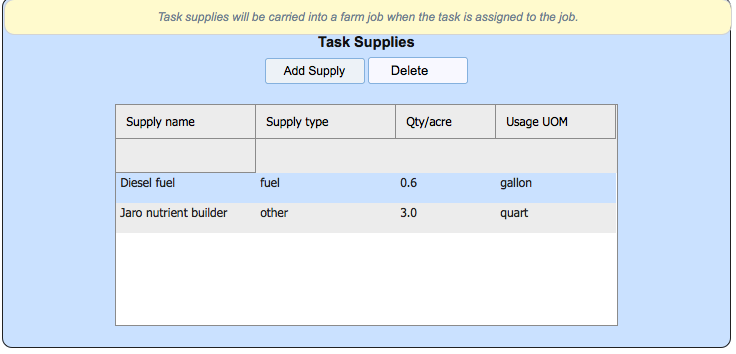 Task supplies will be carried into a farm job when the task is assigned to the job.
Task Supplies
Add Supply Delete
Supply name Supply type Qty/acre Usage UOM
Diesel fuel fuel 0.6 gallon
Jaro nutrient builder other 3.0 quart